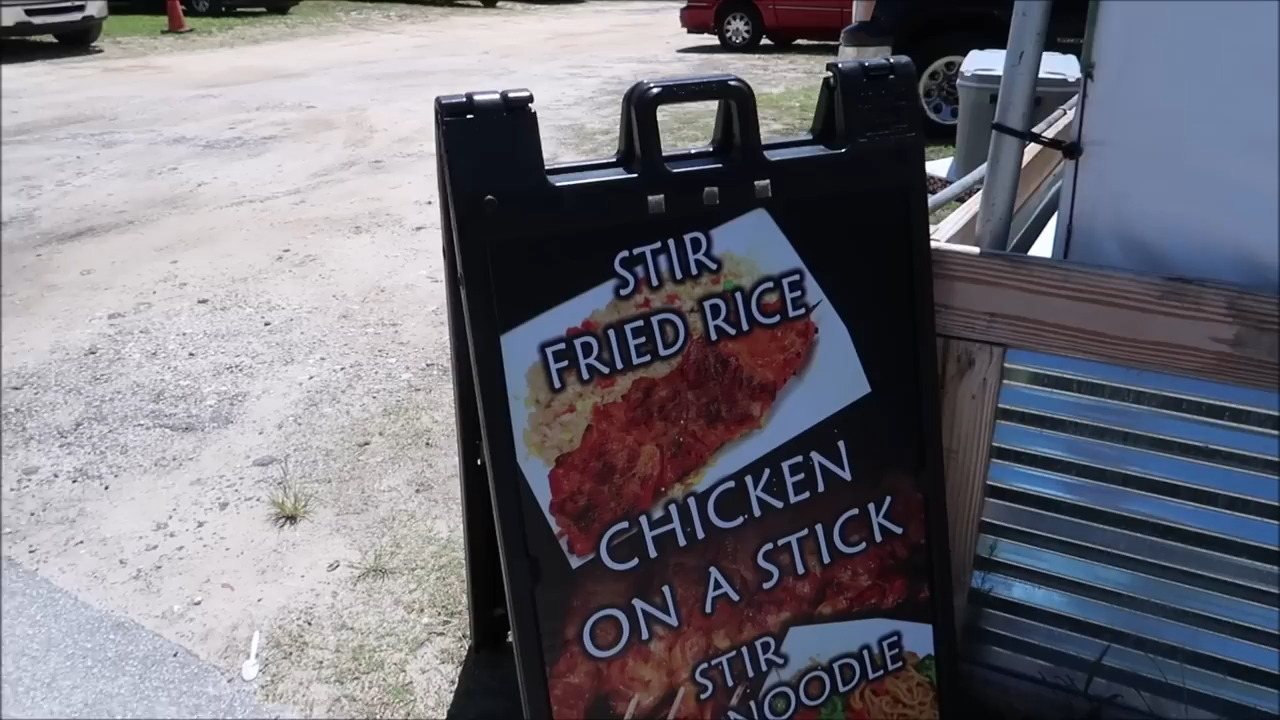 STIR
FRIED RICE
CHICKEN
ON A STICK
STIR
NOODLE